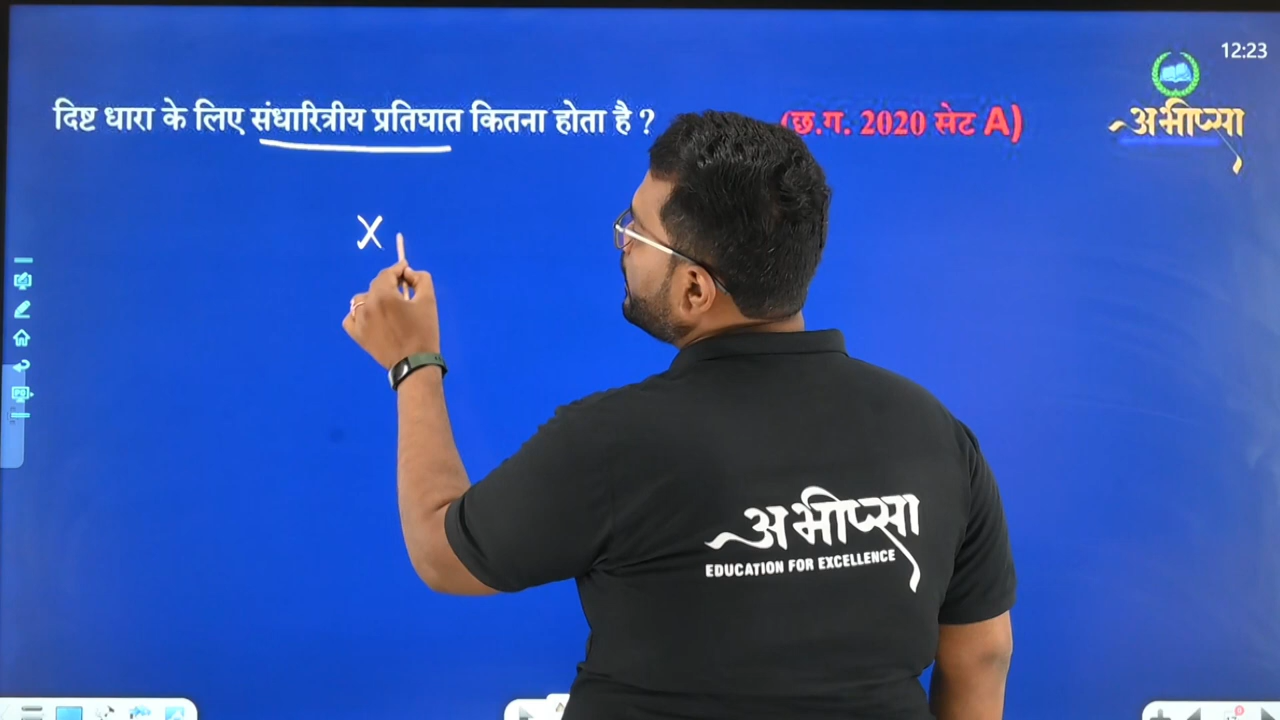 12:23
दिष्ट धारा के लिए संधारित्रीय प्रतिघात कितना होता है ? (छ.ग. 2020 सेट A)
अभीप्सा
X
अभीप्सा
EDUCATION FOR EXCELLENCE